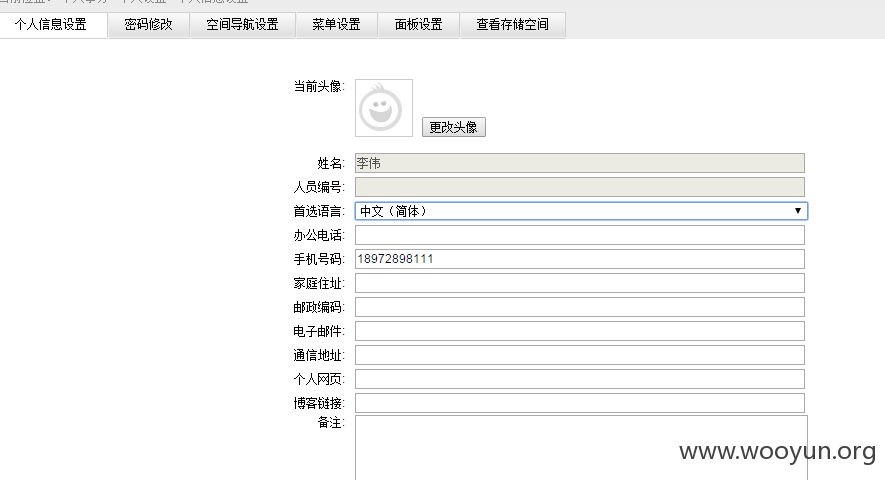 个人信息设置 密码修改 空间导航设置 菜单设置 面板设置 查看存储空间
当前头像:
更改头像
姓名: 李伟
人员编号:
首选语言: 中文（简体）
办公电话:
手机号码: 18972898111
家庭住址:
邮政编码:
电子邮件:
通信地址:
个人网页:
博客链接:
备注:
www.wooyun.org